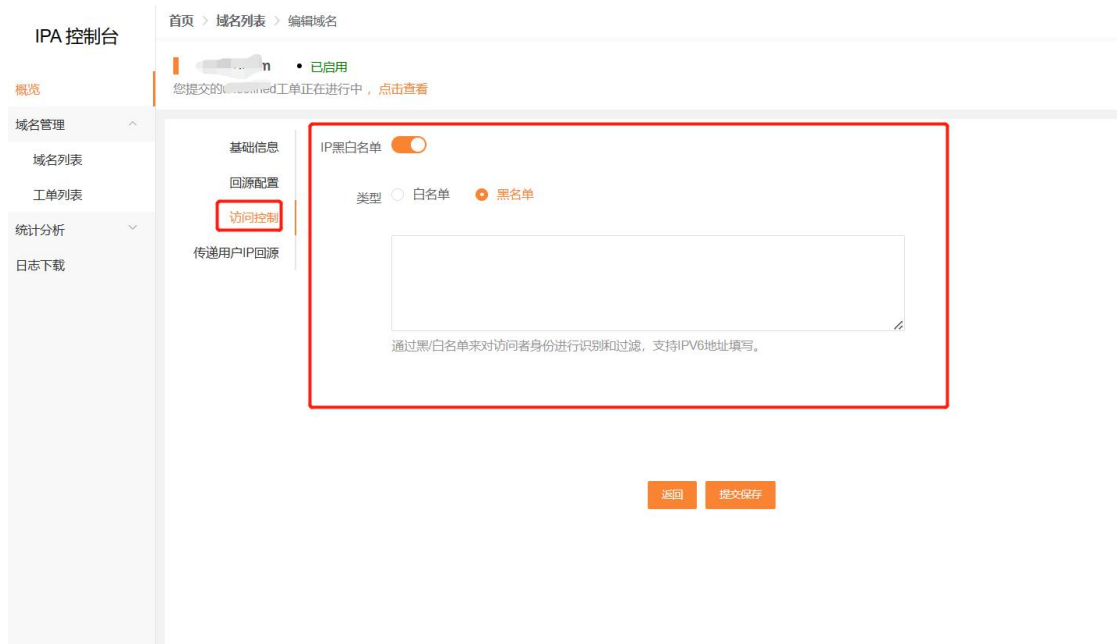 IPA 控制台
首页 > 域名列表 > 编辑域名
• 已启用
您提交的 工单正在进行中，点击查看
概览
域名管理
域名列表
工单列表
统计分析
日志下载
基础信息
回源配置
访问控制
传递用户IP回源
IP黑白名单
类型 白名单 黑名单
通过黑/白名单来对访问者身份进行识别和过滤，支持IPV6地址填写。
返回 提交保存